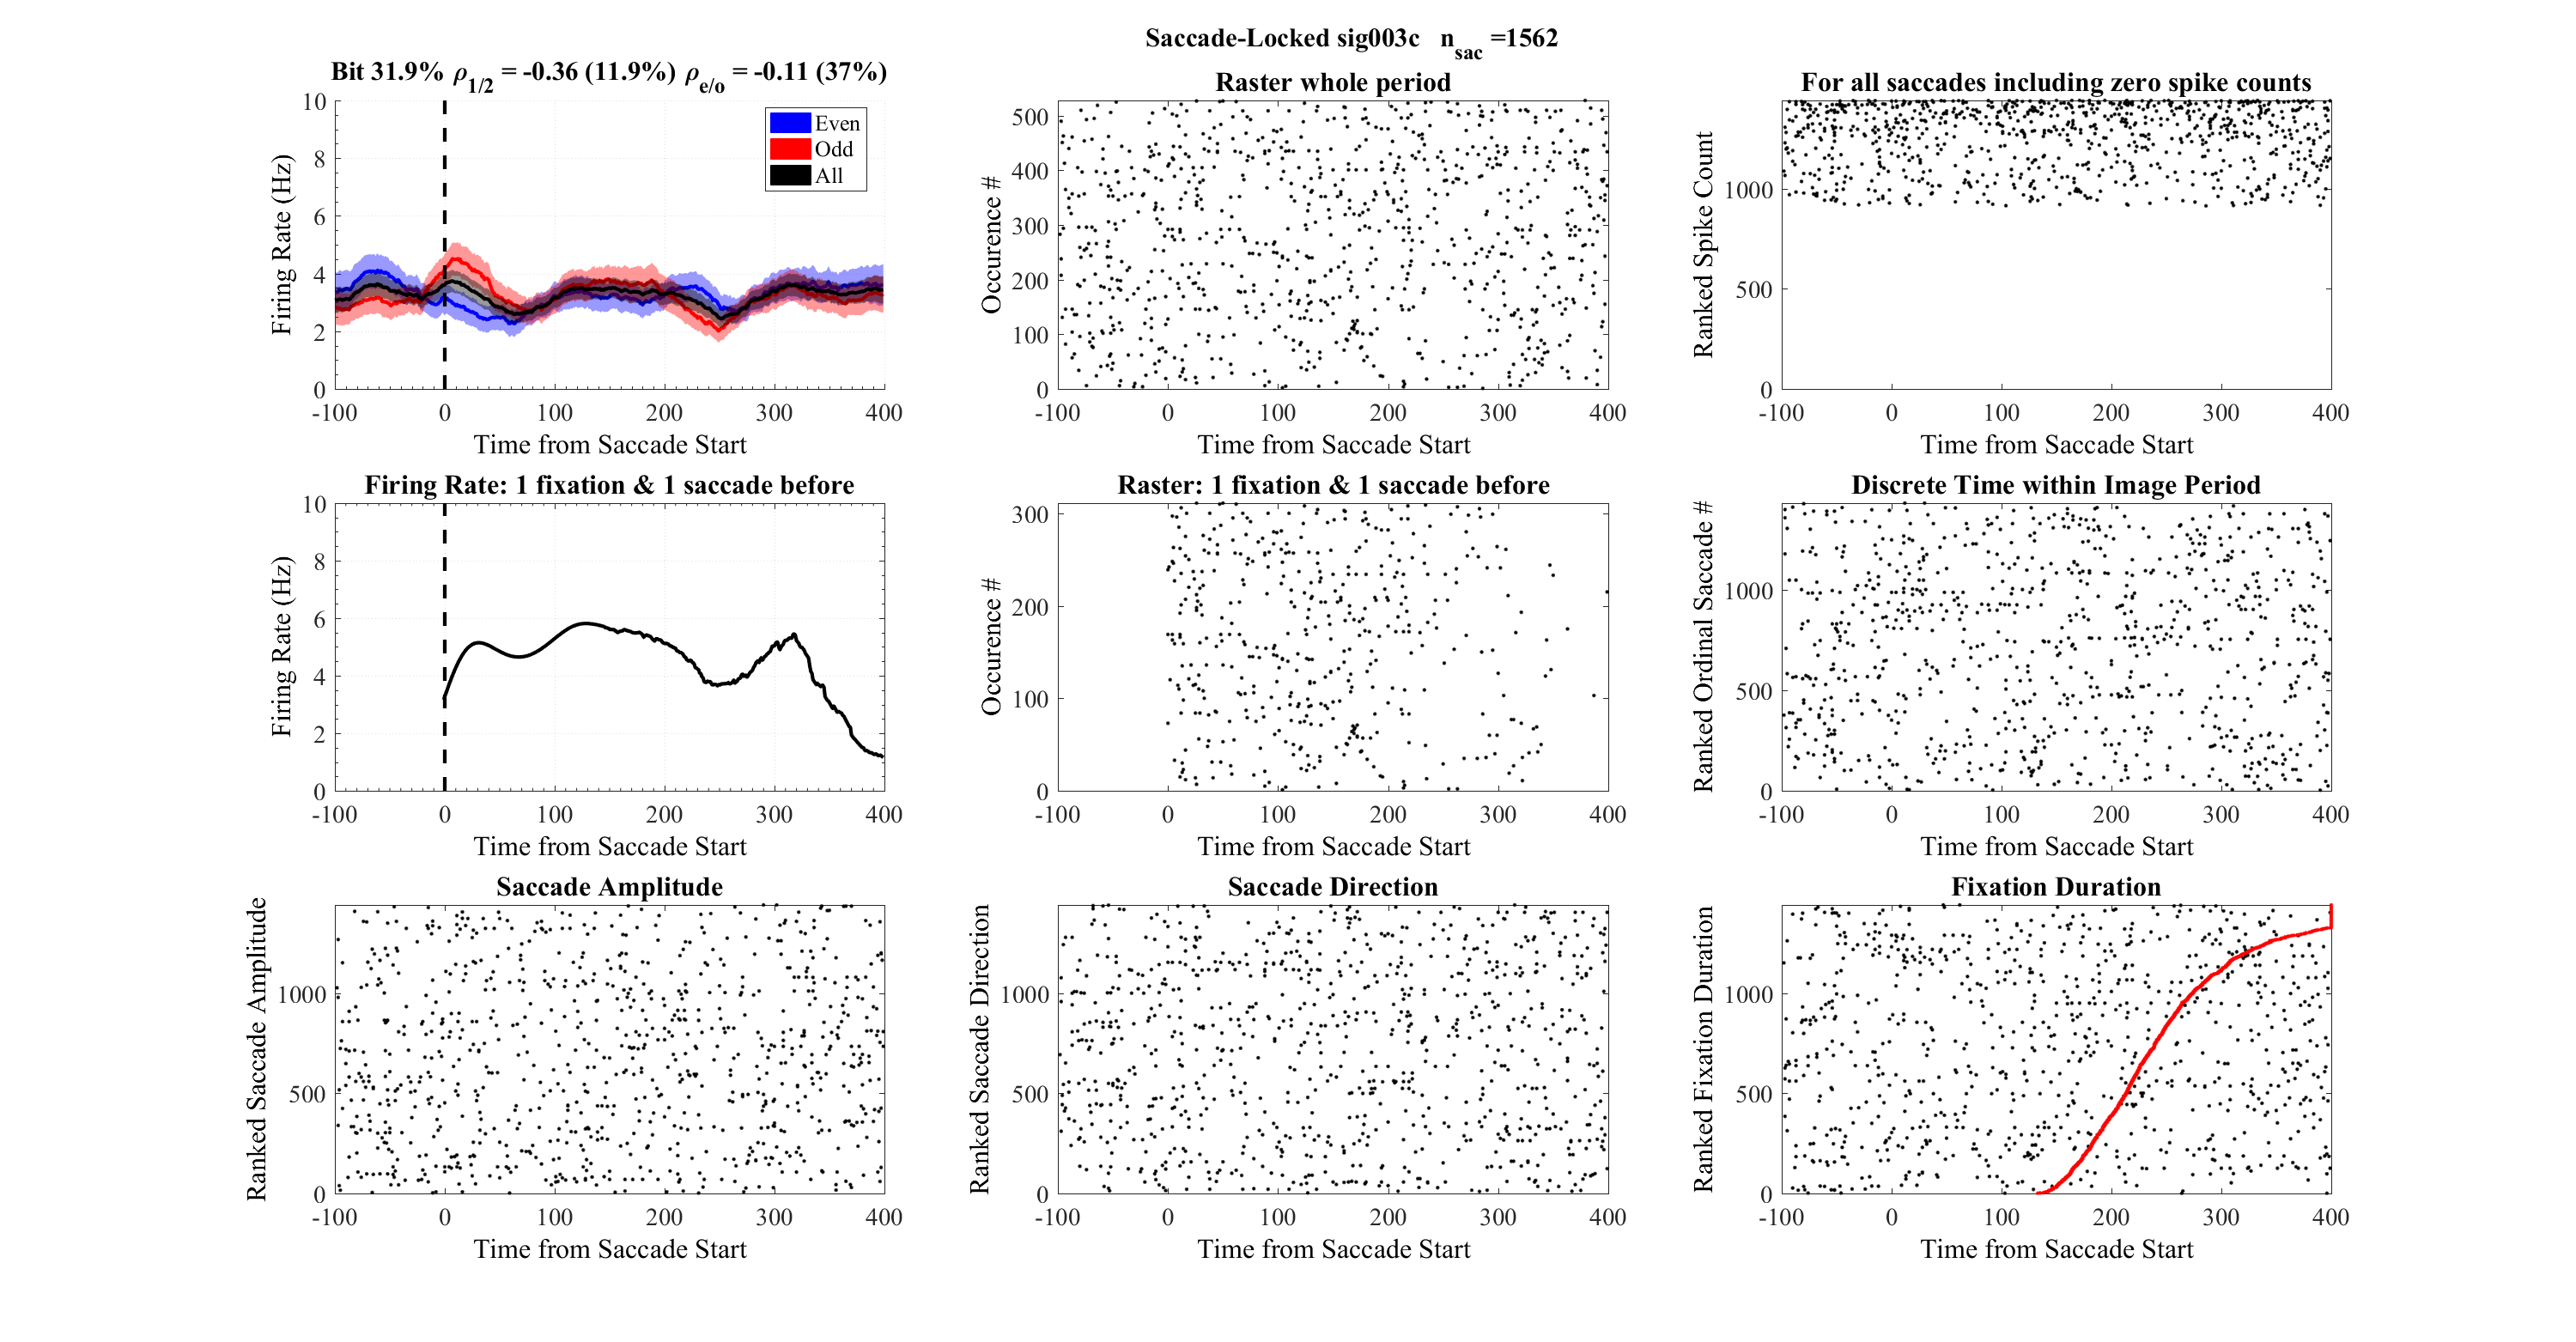 Saccade-Locked sig003c n_sac =1562
Bit 31.9% ρ_1/2 = -0.36 (11.9%) ρ_e/o = -0.11 (37%)
Firing Rate (Hz)
10
8
6
4
2
0
Even
Odd
All
-100 0 100 200 300 400
Time from Saccade Start
Raster whole period
Occurence #
500
400
300
200
100
0
-100 0 100 200 300 400
Time from Saccade Start
For all saccades including zero spike counts
Ranked Spike Count
1000
500
0
-100 0 100 200 300 400
Time from Saccade Start
Firing Rate: 1 fixation & 1 saccade before
Firing Rate (Hz)
10
8
6
4
2
0
-100 0 100 200 300 400
Time from Saccade Start
Raster: 1 fixation & 1 saccade before
Occurence #
300
200
100
0
-100 0 100 200 300 400
Time from Saccade Start
Discrete Time within Image Period
Ranked Ordinal Saccade #
1000
500
0
-100 0 100 200 300 400
Time from Saccade Start
Saccade Amplitude
Ranked Saccade Amplitude
1000
500
0
-100 0 100 200 300 400
Time from Saccade Start
Saccade Direction
Ranked Saccade Direction
1000
500
0
-100 0 100 200 300 400
Time from Saccade Start
Fixation Duration
Ranked Fixation Duration
1000
500
0
-100 0 100 200 300 400
Time from Saccade Start